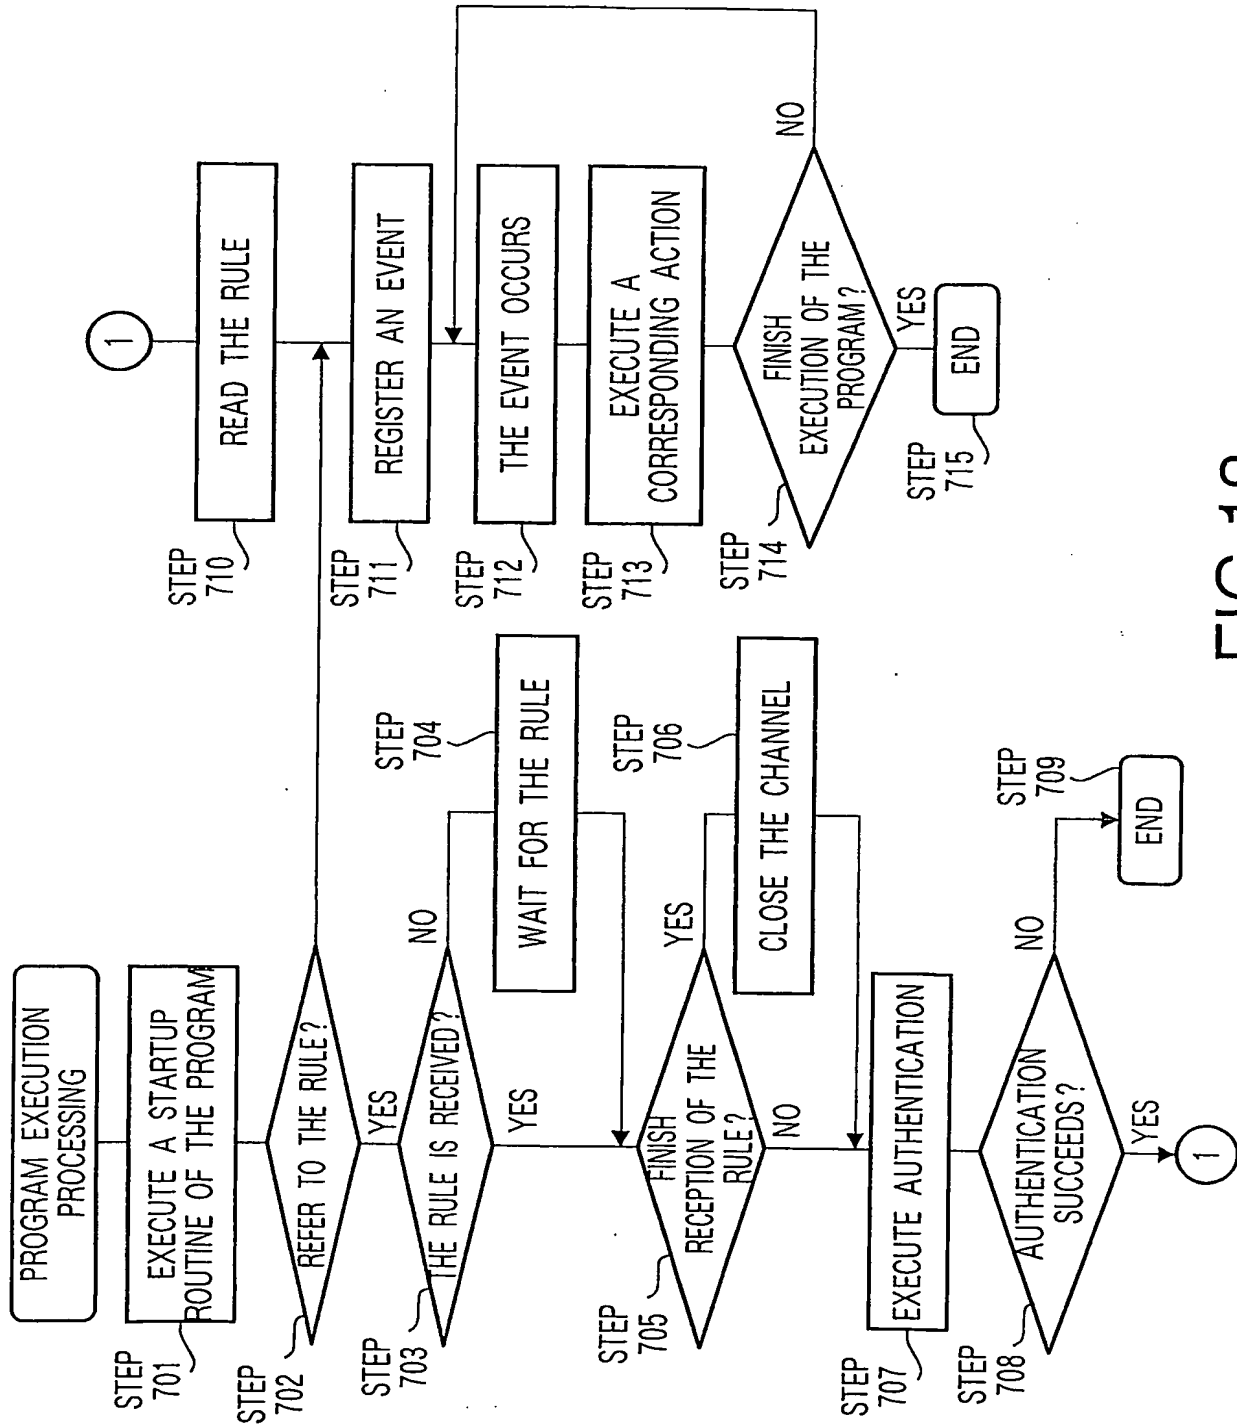 PROGRAM EXECUTION
PROCESSING
STEP
701
EXECUTE A STARTUP
ROUTINE OF THE PROGRAM
STEP
702
REFER TO THE RULE?
YES
STEP
703
THE RULE IS RECEIVED?
NO
YES
STEP
704
WAIT FOR THE RULE
STEP
705
FINISH
RECEPTION OF THE
RULE?
YES
NO
STEP
706
CLOSE THE CHANNEL
STEP
707
EXECUTE AUTHENTICATION
STEP
708
AUTHENTICATION
SUCCEEDS?
NO
YES
STEP
709
END
1
1
STEP
710
READ THE RULE
STEP
711
REGISTER AN EVENT
STEP
712
THE EVENT OCCURS
STEP
713
EXECUTE A
CORRESPONDING ACTION
STEP
714
FINISH
EXECUTION OF THE
PROGRAM?
NO
YES
STEP
715
END